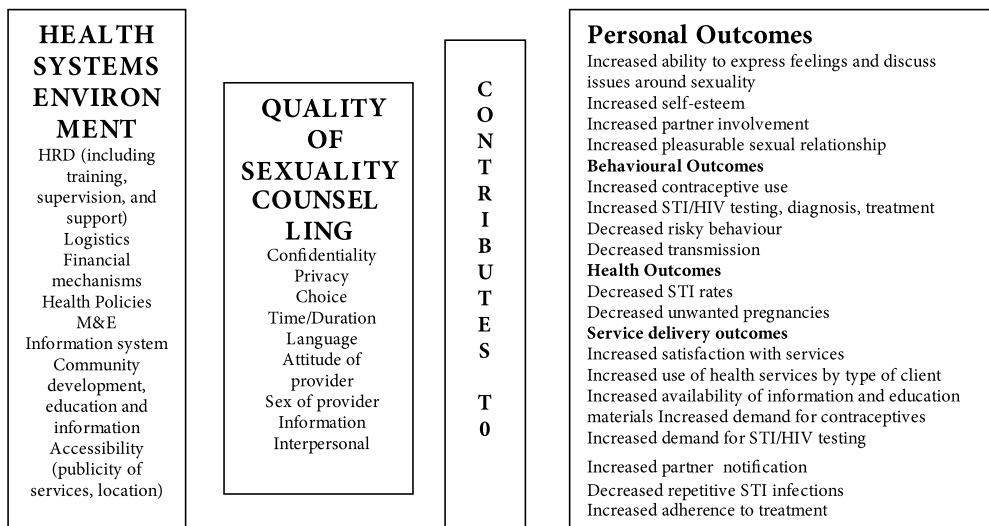 HEALTH
SYSTEMS
ENVIRON
MENT
HRD (including
training,
supervision, and
support)
Logistics
Financial
mechanisms
Health Policies
M&E
Information system
Community
development,
education and
information
Accessibility
(publicity of
services, location)
QUALITY
OF
SEXUALITY
COUNSEL
LING
Confidentiality
Privacy
Choice
Time/Duration
Language
Attitude of
provider
Sex of provider
Information
Interpersonal
C
O
N
T
R
I
B
U
T
E
S
T
0
Personal Outcomes
Increased ability to express feelings and discuss
issues around sexuality
Increased self-esteem
Increased partner involvement
Increased pleasurable sexual relationship
Behavioural Outcomes
Increased contraceptive use
Increased STI/HIV testing, diagnosis, treatment
Decreased risky behaviour
Decreased transmission
Health Outcomes
Decreased STI rates
Decreased unwanted pregnancies
Service delivery outcomes
Increased satisfaction with services
Increased use of health services by type of client
Increased availability of information and education
materials Increased demand for contraceptives
Increased demand for STI/HIV testing
Increased partner notification
Decreased repetitive STI infections
Increased adherence to treatment